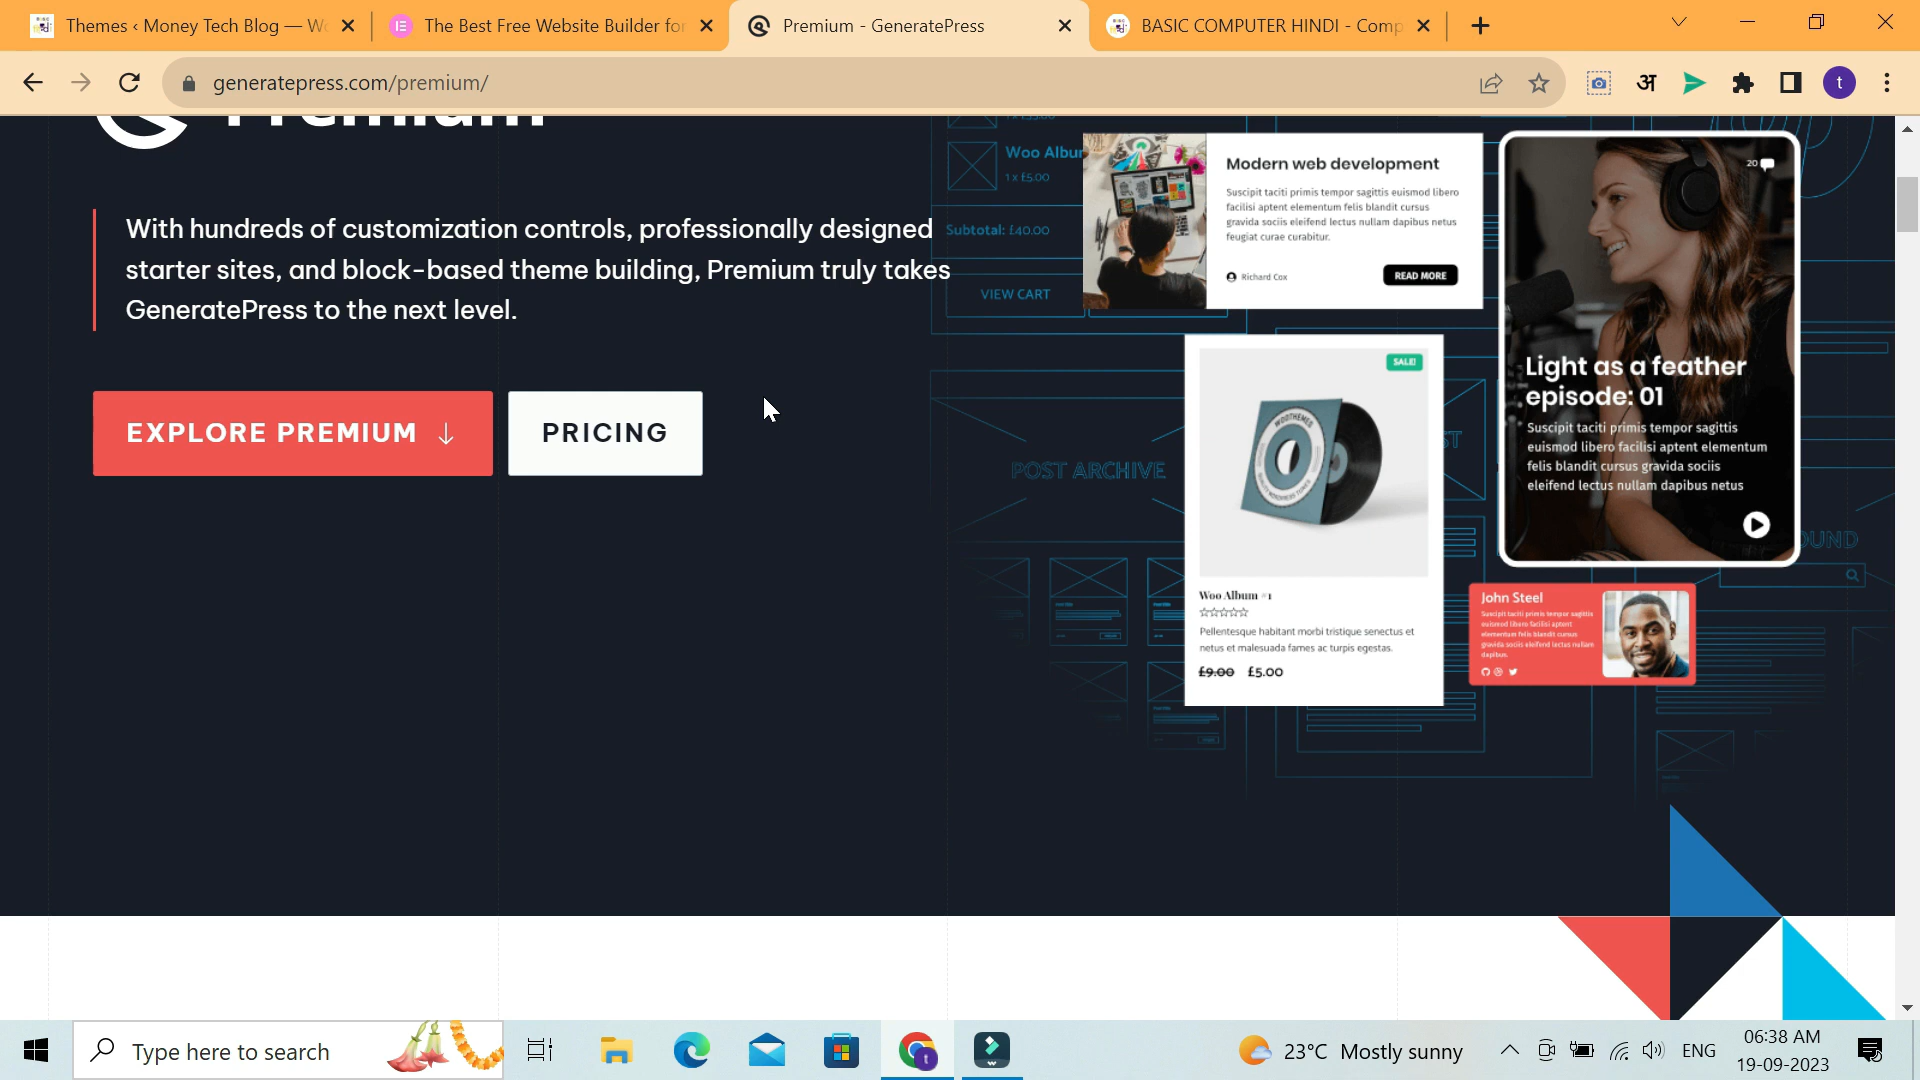 Themes ‹ Money Tech Blog — W
The Best Free Website Builder for
Premium - GeneratePress
BASIC COMPUTER HINDI - Comp
generatepress.com/premium/
अ
t
Premium
With hundreds of customization controls, professionally designed
starter sites, and block-based theme building, Premium truly takes
GeneratePress to the next level.
EXPLORE PREMIUM ↓
PRICING
Woo Albu
1 x £5.00
Subtotal: £40.00
VIEW CART
POST ARCHIVE
Modern web development
Suscipit taciti primis tempor sagittis euismod libero
facilisi aptent elementum felis blandit cursus
gravida sociis eleifend lectus nullam dapibus netus
feugiat curae curabitur.
Richard Cox
READ MORE
20
Light as a feather
episode: 01
Suscipit taciti primis tempor sagittis
euismod libero facilisi aptent elementum
felis blandit cursus gravida sociis
eleifend lectus nullam dapibus netus
SALE!
WOOTHEMES
Woo Album #1
Pellentesque habitant morbi tristique senectus et
netus et malesuada fames ac turpis egestas.
£9.00 £5.00
OUND
John Steel
Suscipit taciti primis tempor sagittis
euismod libero facilisi aptent
elementum felis blandit cursus
gravida sociis eleifend lectus nullam
dapibus.
Type here to search
23°C Mostly sunny
ENG
06:38 AM
19-09-2023